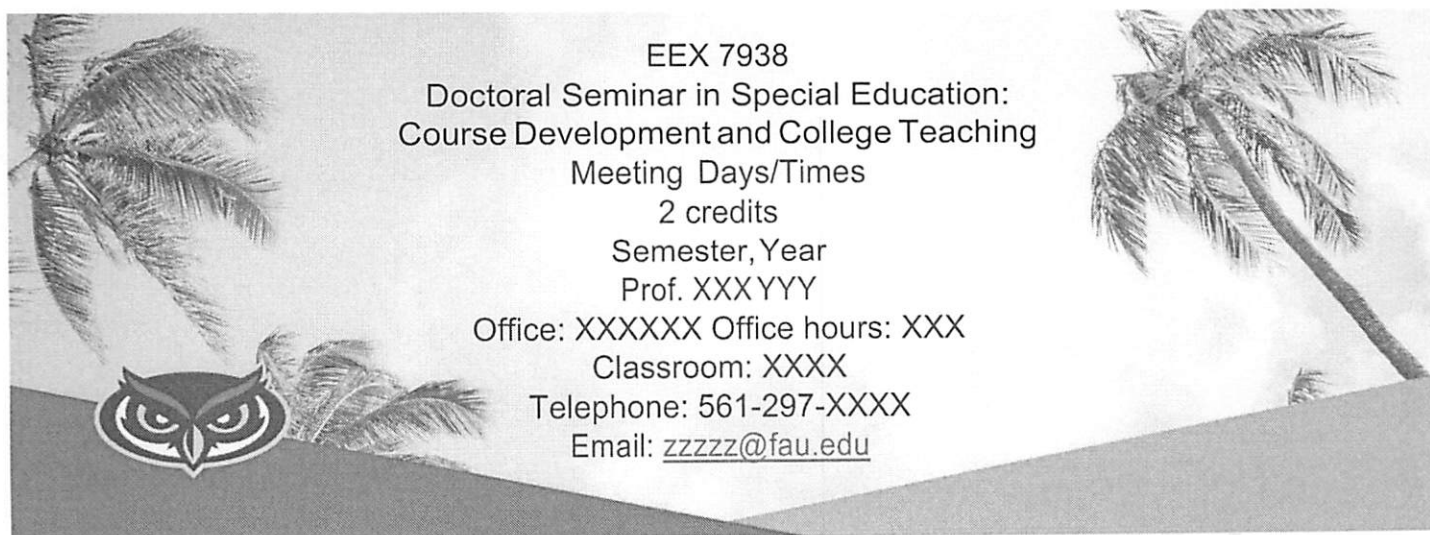 EEX 7938
Doctoral Seminar in Special Education:
Course Development and College Teaching
Meeting Days/Times
2 credits
Semester, Year
Prof. XXX YYY
Office: XXXXXX Office hours: XXX
Classroom: XXXX
Telephone: 561-297-XXXX
Email: zzzzz@fau.edu